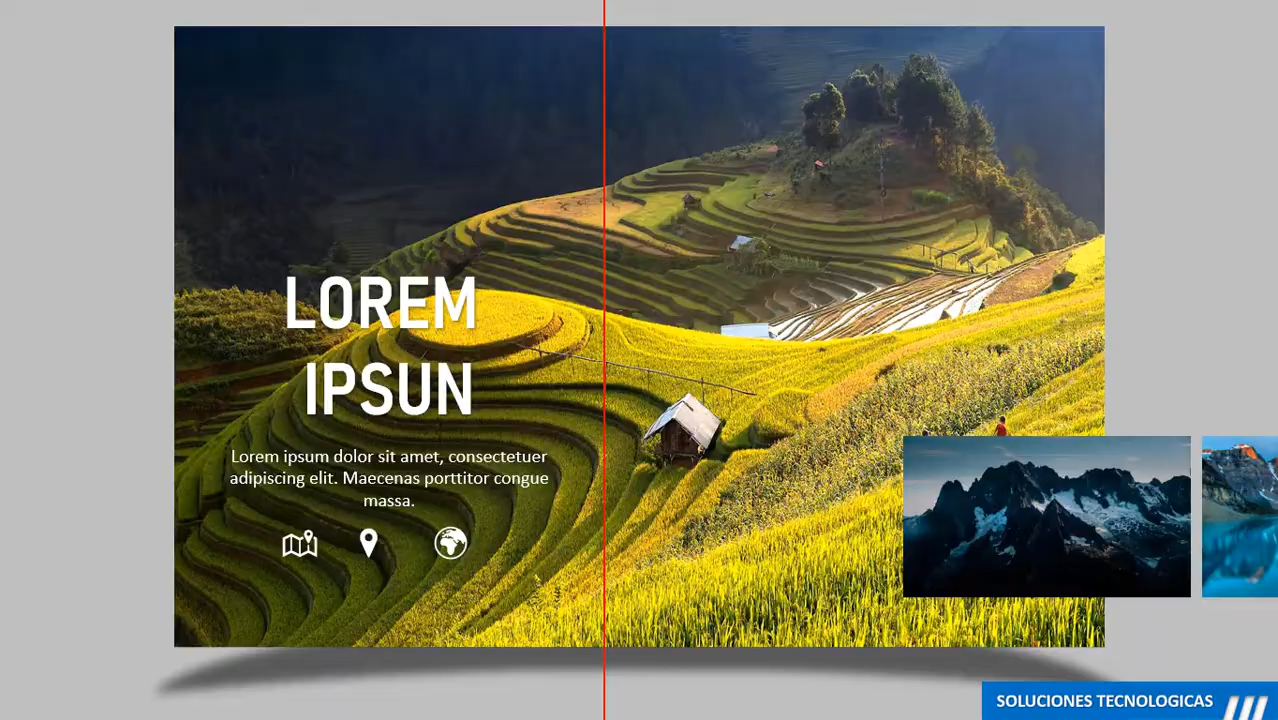 LOREM
IPSUN
Lorem ipsum dolor sit amet, consectetuer
adipiscing elit. Maecenas porttitor congue
massa.
SOLUCIONES TECNOLOGICAS